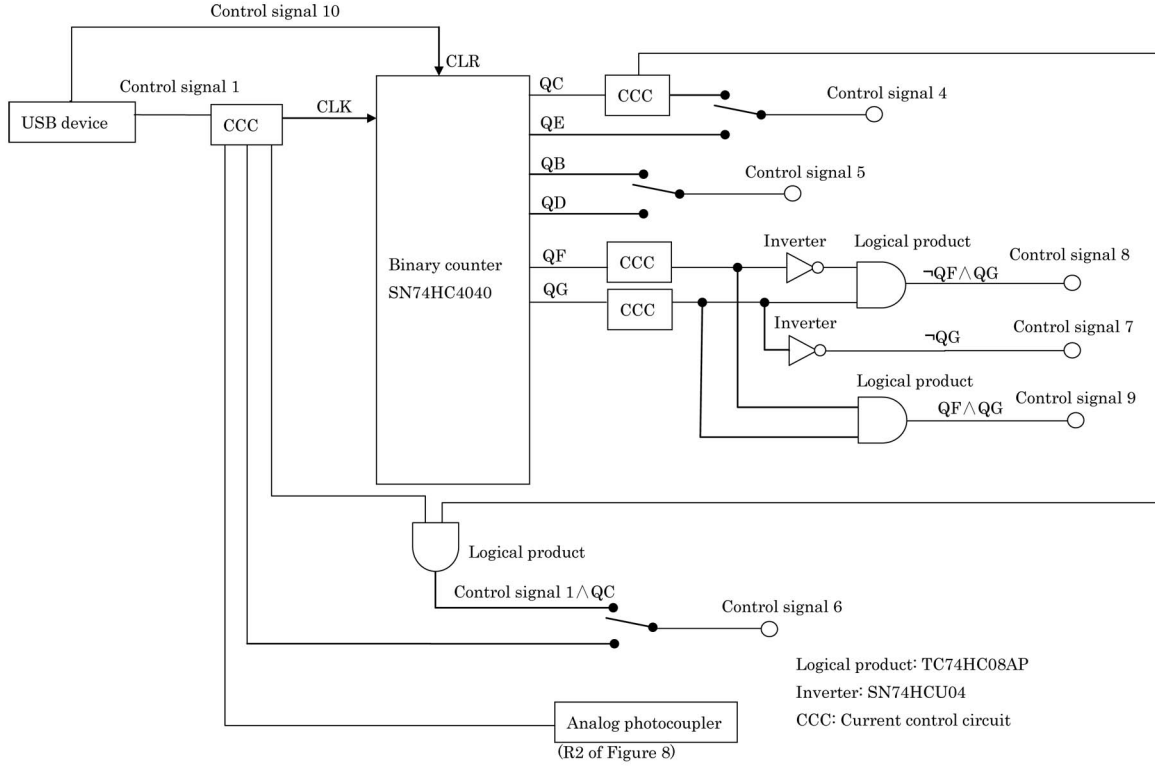 Control signal 10
CLR
Control signal 1
USB device
CCC
CLK
QC
CCC
Control signal 4
QE
QB
Control signal 5
QD
Binary counter
SN74HC4040
QF
CCC
Inverter
Logical product
¬QF∧QG
Control signal 8
QG
CCC
Inverter
¬QG
Control signal 7
Logical product
QF∧QG
Control signal 9
Logical product
Control signal 1∧QC
Control signal 6
Logical product: TC74HC08AP
Inverter: SN74HCU04
CCC: Current control circuit
Analog photocoupler
(R2 of Figure 8)